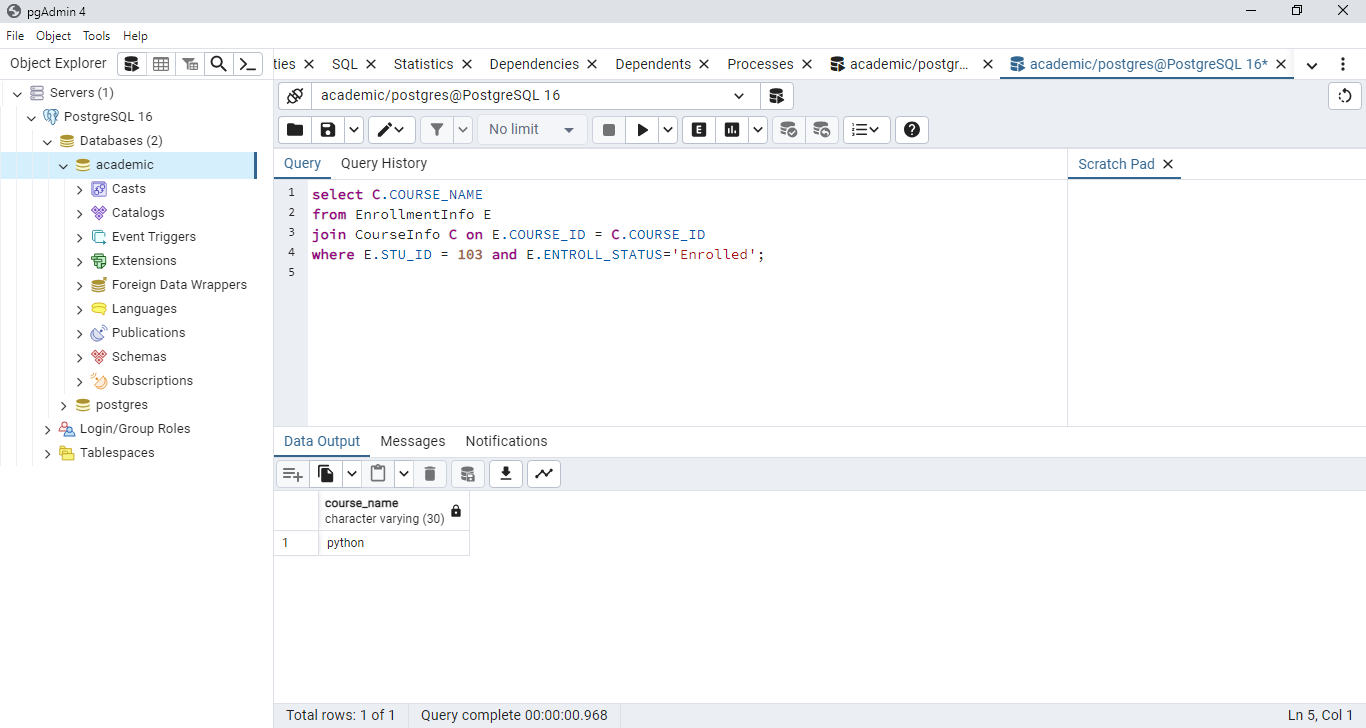 pgAdmin 4
File Object Tools Help
Object Explorer
ties SQL Statistics Dependencies Dependents Processes academic/postgr... academic/postgres@PostgreSQL 16*
Servers (1)
PostgreSQL 16
Databases (2)
academic
Casts
Catalogs
Event Triggers
Extensions
Foreign Data Wrappers
Languages
Publications
Schemas
Subscriptions
postgres
Login/Group Roles
Tablespaces
academic/postgres@PostgreSQL 16
No limit
E
Query Query History
Scratch Pad
1 select C.COURSE_NAME
2 from EnrollmentInfo E
3 join CourseInfo C on E.COURSE_ID = C.COURSE_ID
4 where E.STU_ID = 103 and E.ENTROLL_STATUS='Enrolled';
5
Data Output Messages Notifications
course_name
character varying (30)
1 python
Total rows: 1 of 1 Query complete 00:00:00.968 Ln 5, Col 1